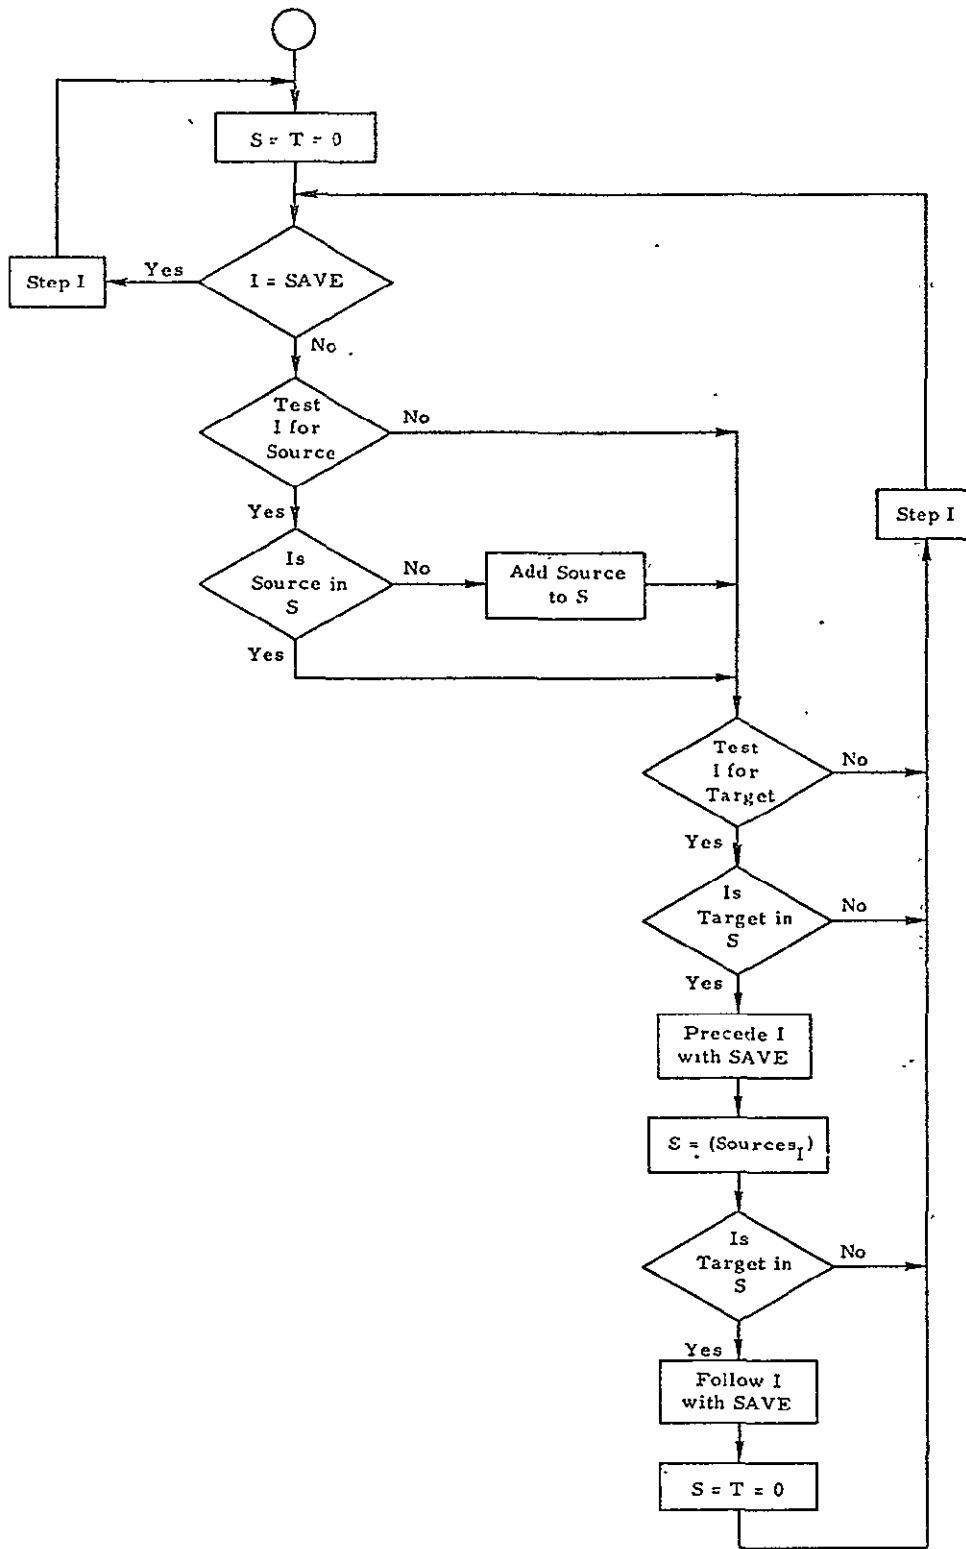 S = T = 0
Step I
Yes
I = SAVE
No
Test
I for
Source
No
Yes
Step I
Is
Source in
S
No
Add Source
to S
Yes
Test
I for
Target
No
Yes
Is
Target in
S
No
Yes
Precede I
with SAVE
S = (Sources_I)
Is
Target in
S
No
Yes
Follow I
with SAVE
S = T = 0